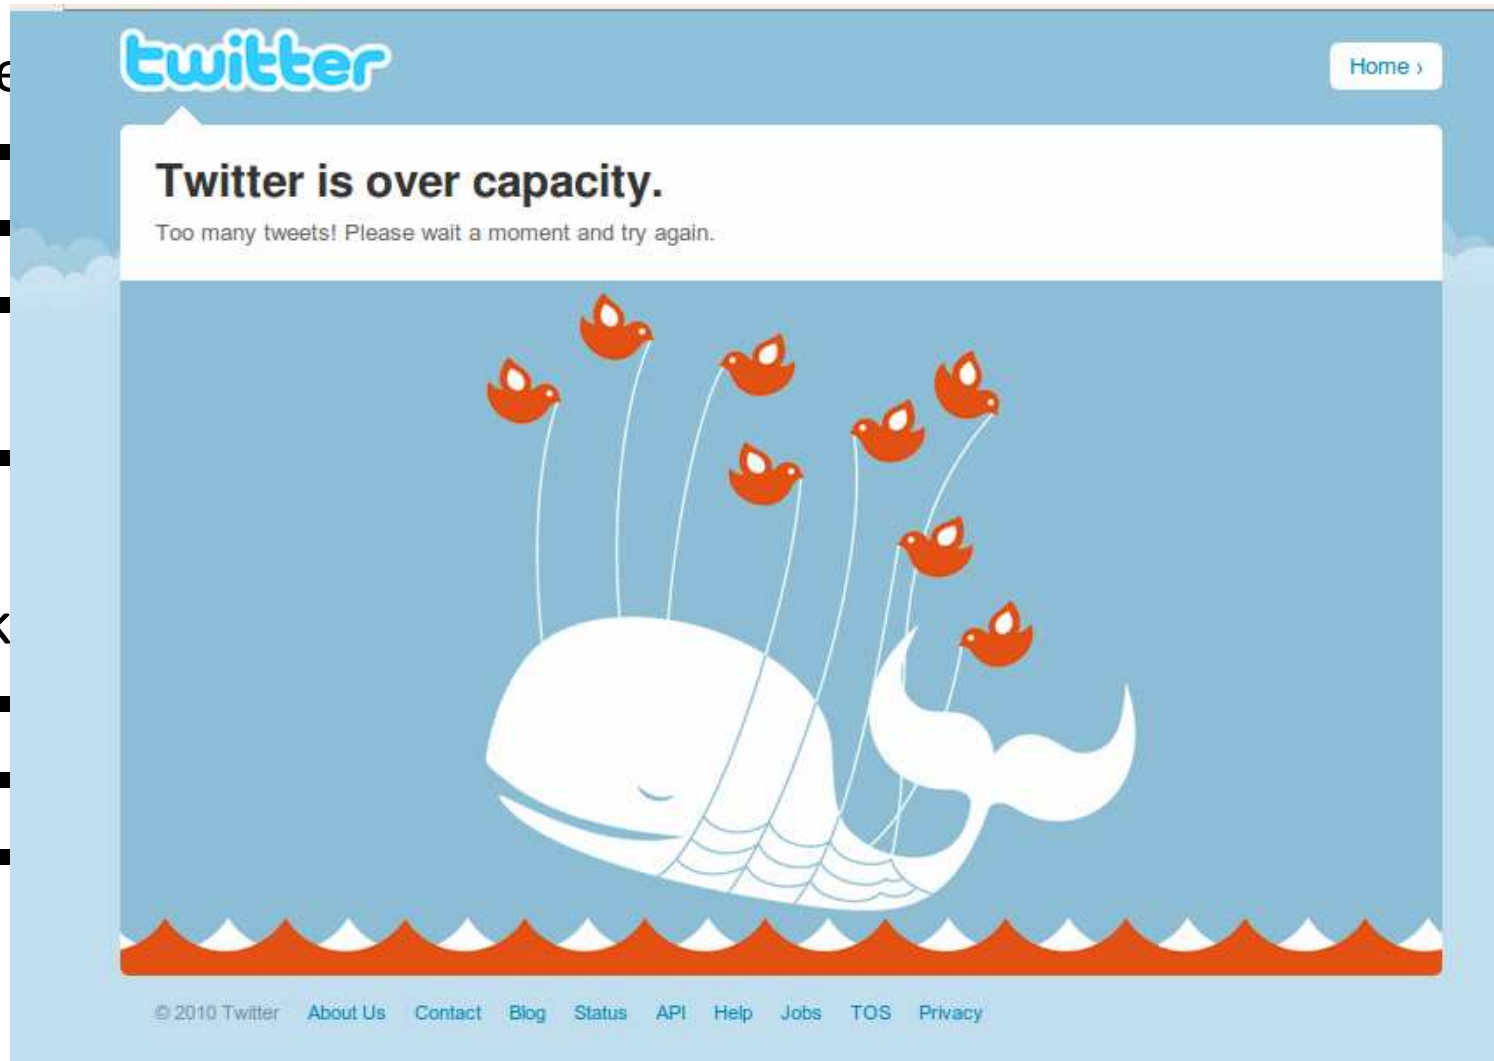 twitter
Home ›
Twitter is over capacity.
Too many tweets! Please wait a moment and try again.
© 2010 Twitter About Us Contact Blog Status API Help Jobs TOS Privacy